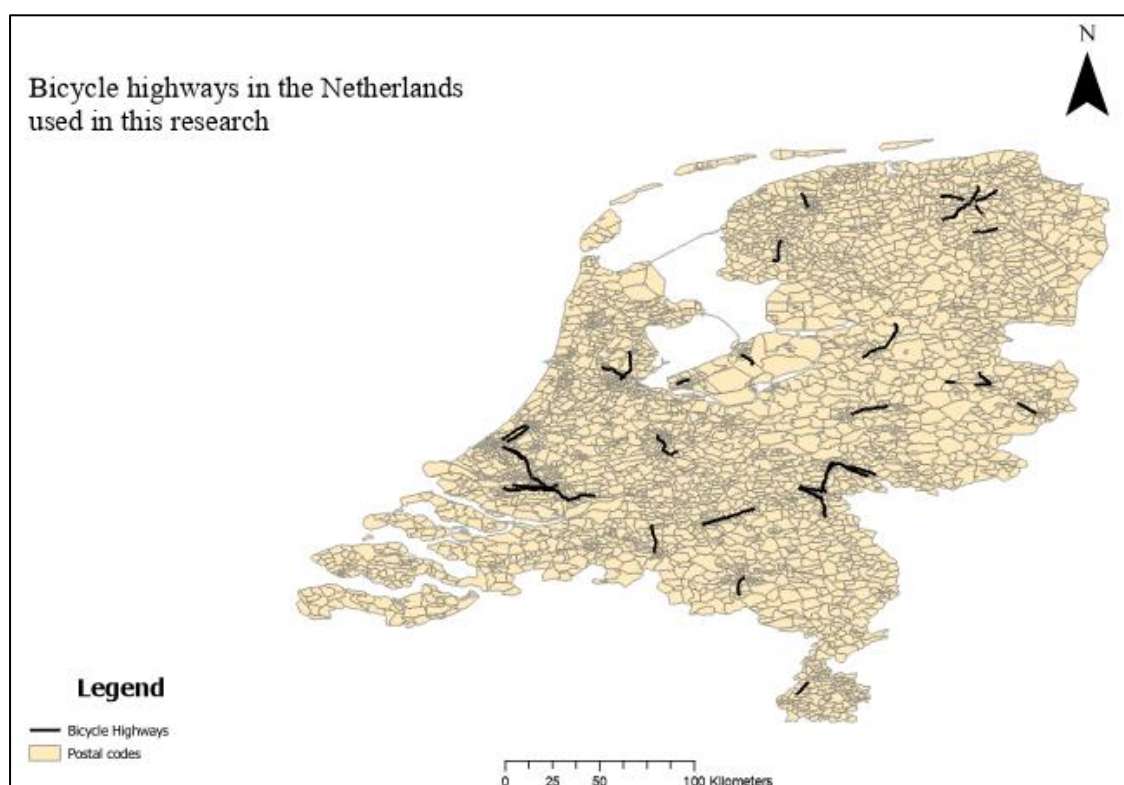 N
Bicycle highways in the Netherlands
used in this research
Legend
Bicycle Highways
Postal codes
0 25 50 100 Kilometers